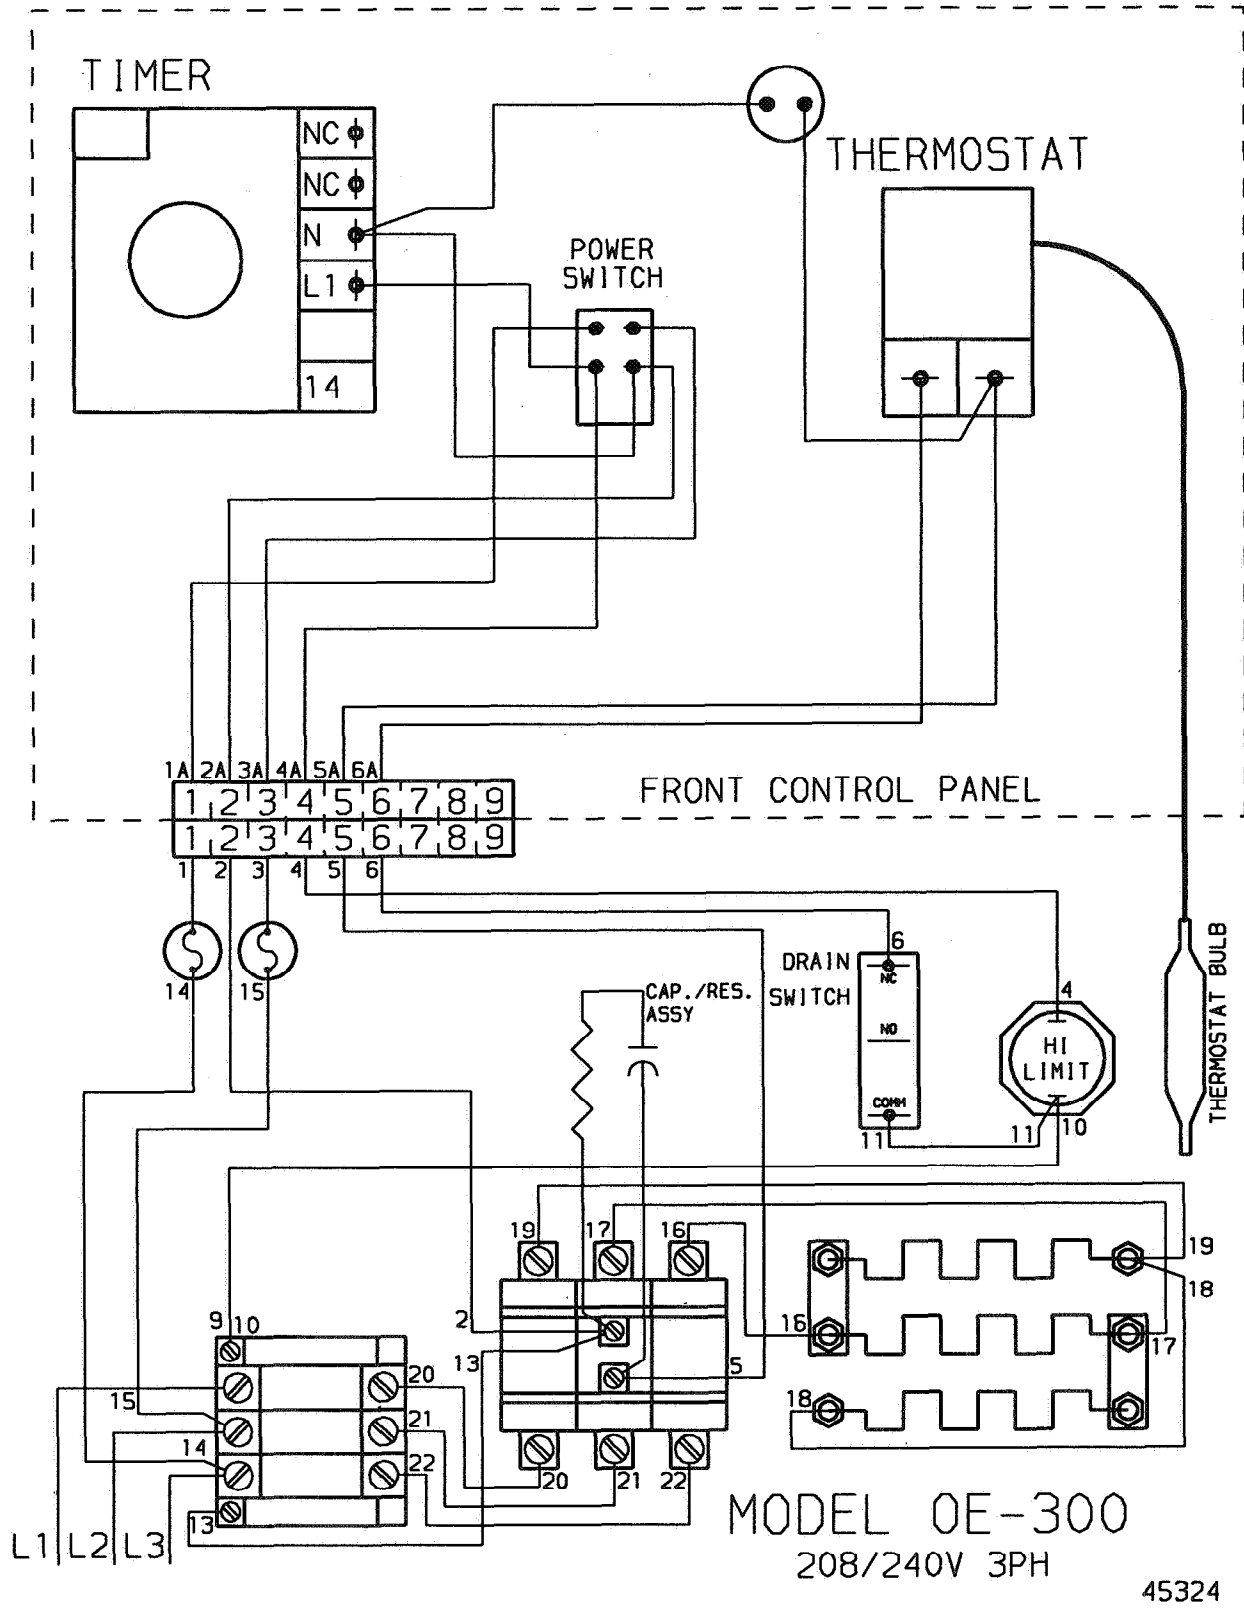 TIMER
NC
NC
N
L1
14
THERMOSTAT
POWER
SWITCH
1A 2A 3A 4A 5A 6A
1 2 3 4 5 6 7 8 9
1 2 3 4 5 6 7 8 9
1 2 3 4 5 6
FRONT CONTROL PANEL
14 15
CAP./RES.
ASSY
DRAIN
SWITCH
6
NC
NO
COMM
11
4
HI
LIMIT
11 10
THERMOSTAT BULB
19 17 16
19
18
16
17
18
2
13
5
9 10
15
14
13
20
21
22
20 21 22
L1 L2 L3
MODEL OE-300
208/240V 3PH
45324